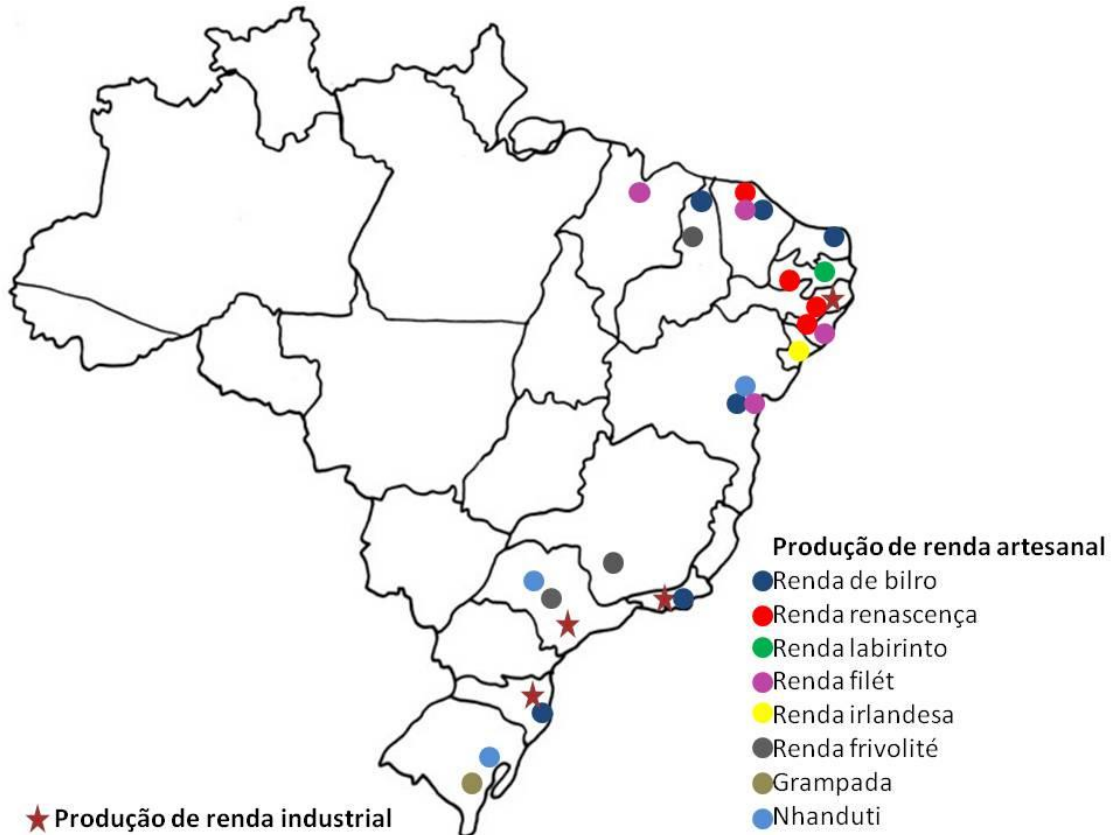 Produção de renda artesanal
Renda de bilro
Renda renascença
Renda labirinto
Renda filét
Renda irlandesa
Renda frivolité
Grampada
Nhanduti
Produção de renda industrial